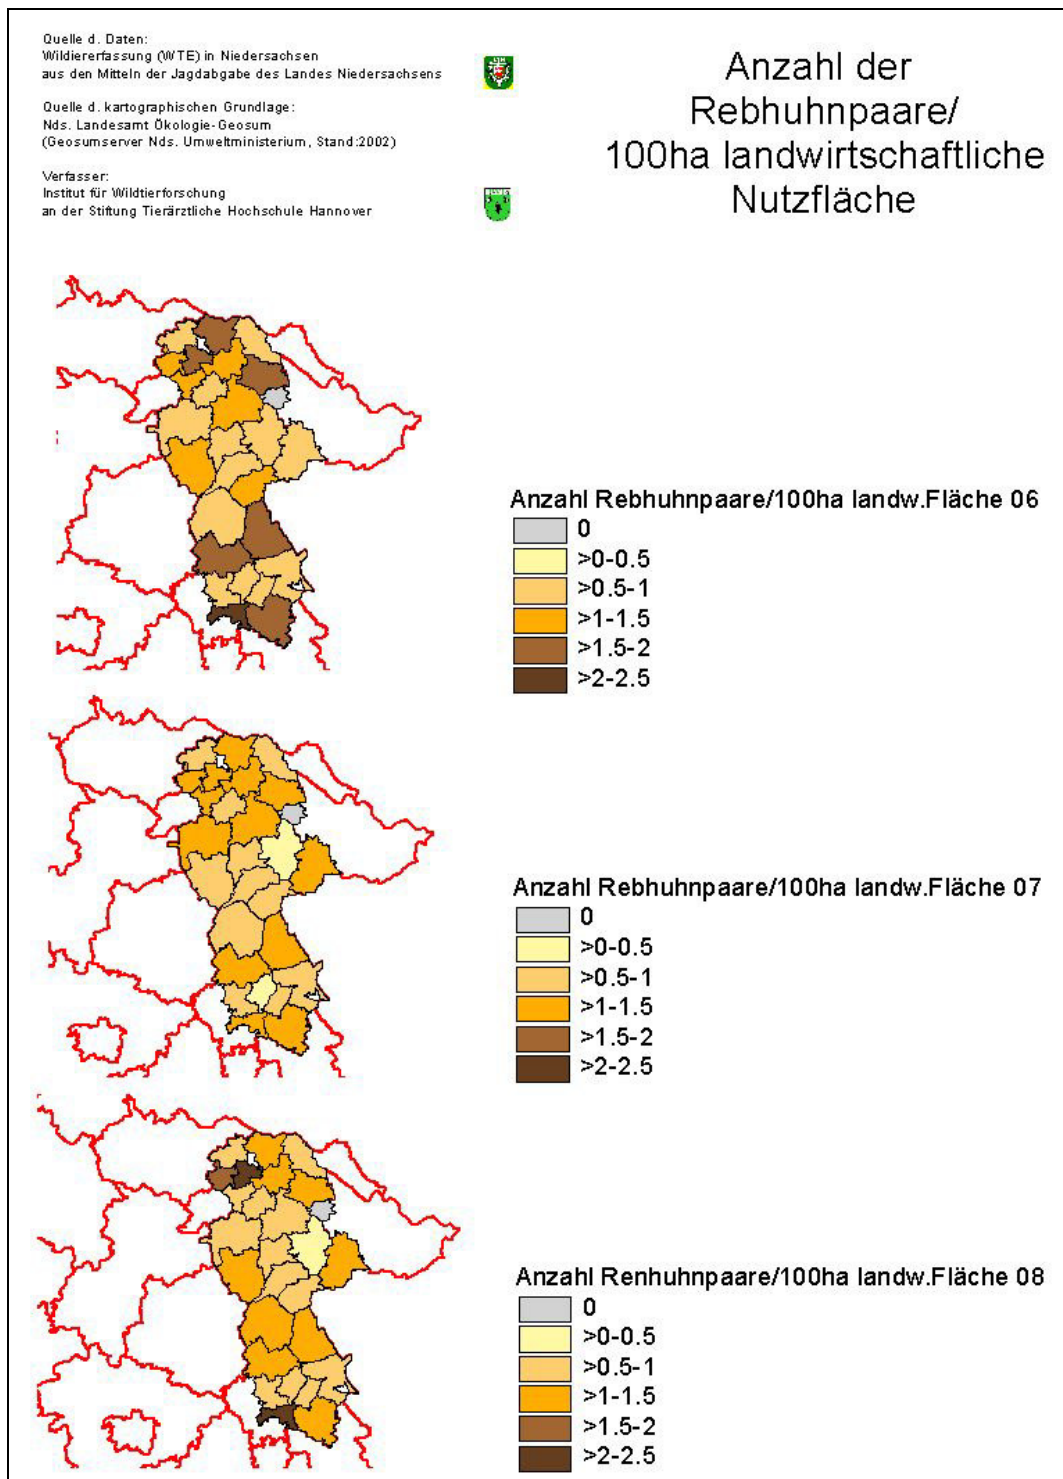 Quelle d. Daten:
Wildiererfassung (WTE) in Niedersachsen
aus den Mitteln der Jagdabgabe des Landes Niedersachsens
Quelle d. kartographischen Grundlage:
Nds. Landesamt Ökologie-Geosum
(Geosumserver Nds. Umweltministerium, Stand:2002)
Verfasser:
Institut für Wildtierforschung
an der Stiftung Tierärztliche Hochschule Hannover
Anzahl der
Rebhuhnpaare/
100ha landwirtschaftliche
Nutzfläche
Anzahl Rebhuhnpaare/100ha landw.Fläche 06
0
>0-0.5
>0.5-1
>1-1.5
>1.5-2
>2-2.5
Anzahl Rebhuhnpaare/100ha landw.Fläche 07
0
>0-0.5
>0.5-1
>1-1.5
>1.5-2
>2-2.5
Anzahl Renhuhnpaare/100ha landw.Fläche 08
0
>0-0.5
>0.5-1
>1-1.5
>1.5-2
>2-2.5